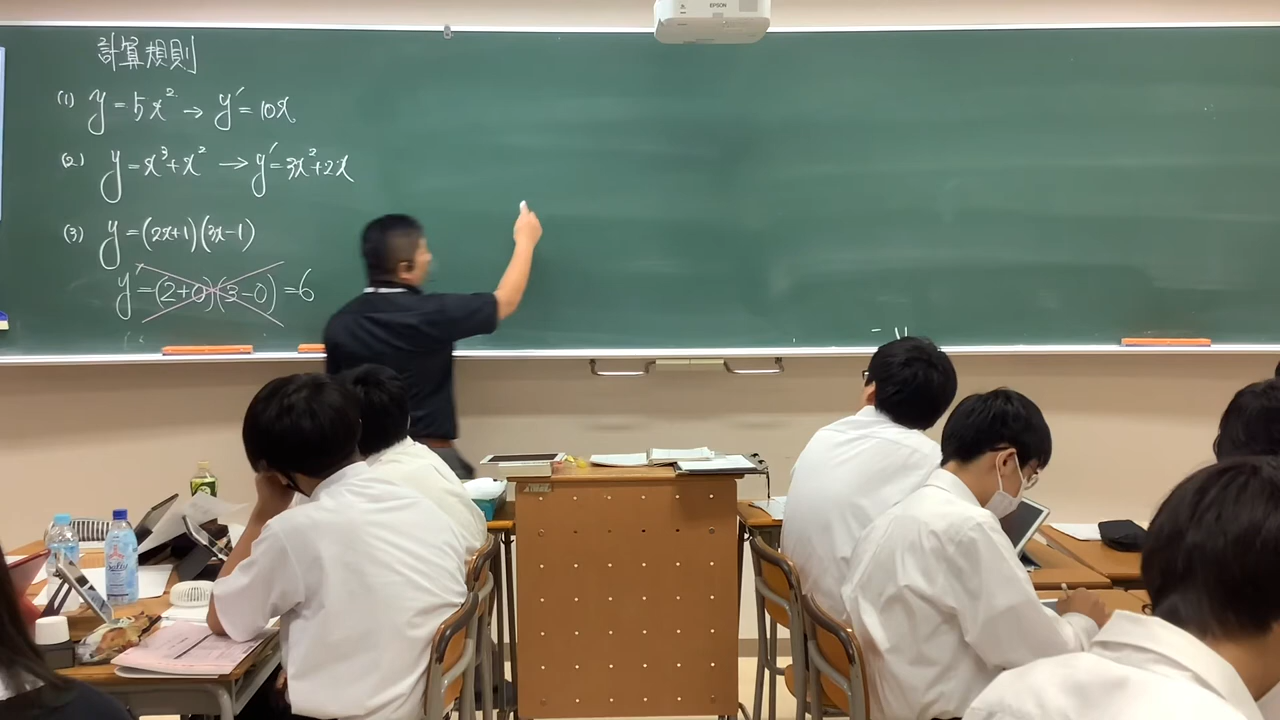 EPSON
計算規則
(1) y=5x² → y′=10x
(2) y=x³+x² → y′=3x²+2x
(3) y=(2x+1)(3x-1)
y′=(2+0)(3-0)=6